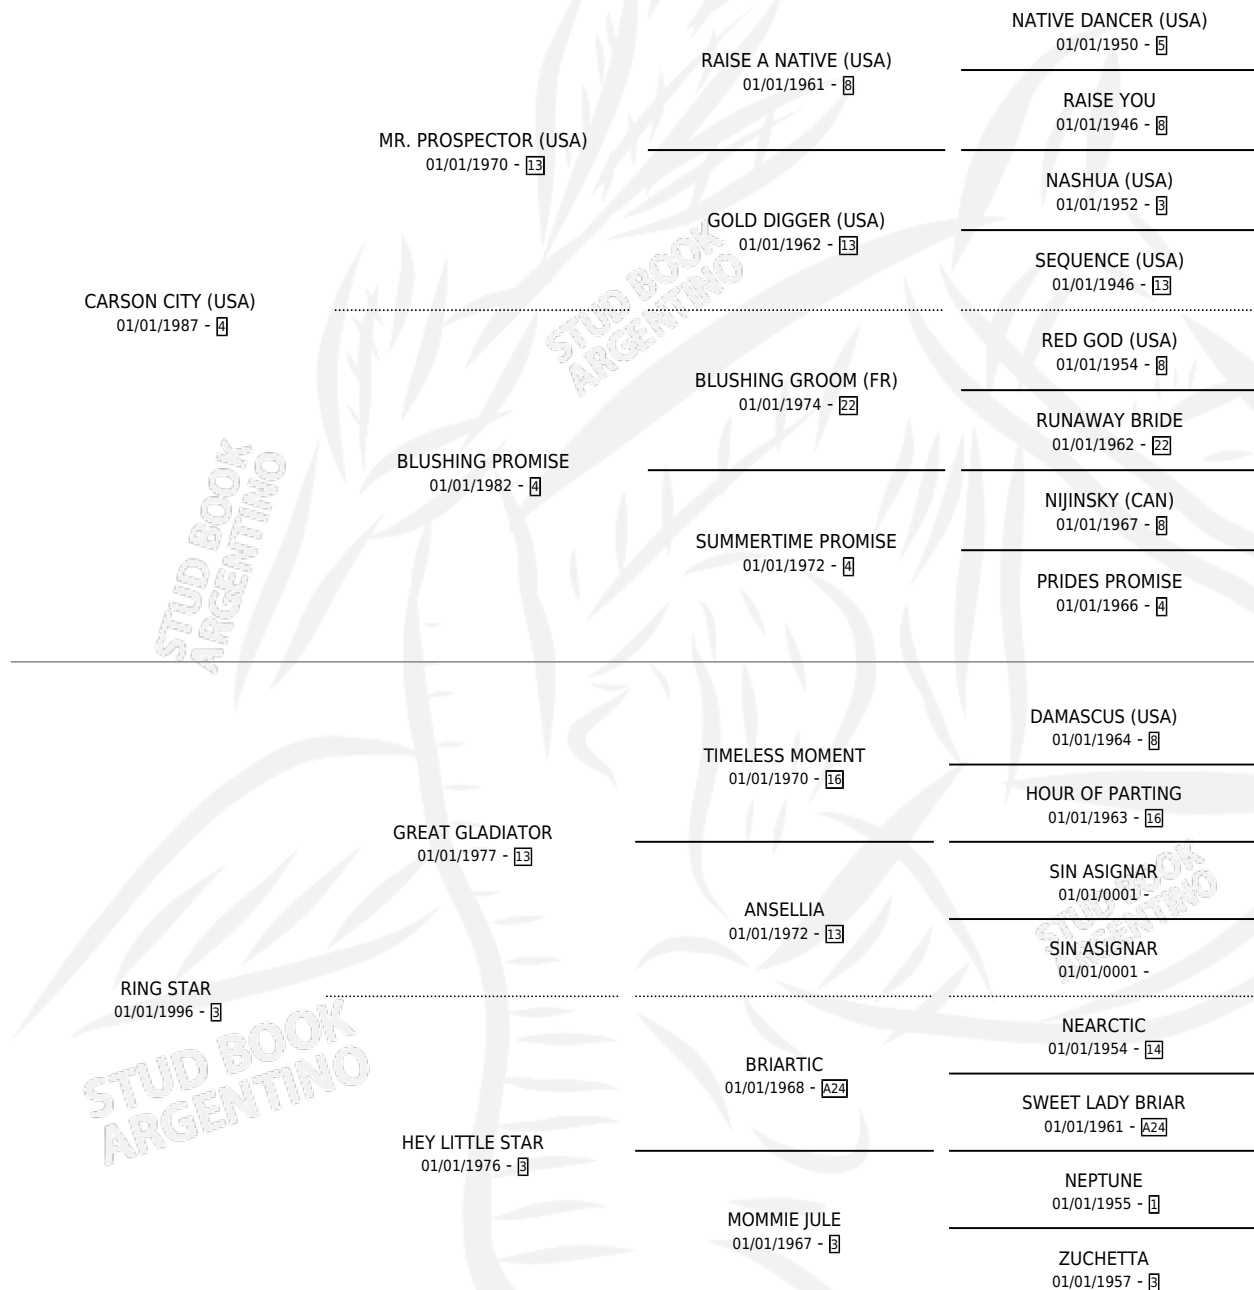 NATIVE DANCER (USA)
01/01/1950 - 5
RAISE A NATIVE (USA)
01/01/1961 - 8
RAISE YOU
01/01/1946 - 8
MR. PROSPECTOR (USA)
01/01/1970 - 13
NASHUA (USA)
01/01/1952 - 3
GOLD DIGGER (USA)
01/01/1962 - 13
SEQUENCE (USA)
01/01/1946 - 13
CARSON CITY (USA)
01/01/1987 - 4
RED GOD (USA)
01/01/1954 - 8
BLUSHING GROOM (FR)
01/01/1974 - 22
RUNAWAY BRIDE
01/01/1962 - 22
BLUSHING PROMISE
01/01/1982 - 4
NIJINSKY (CAN)
01/01/1967 - 8
SUMMERTIME PROMISE
01/01/1972 - 4
PRIDES PROMISE
01/01/1966 - 4
DAMASCUS (USA)
01/01/1964 - 8
TIMELESS MOMENT
01/01/1970 - 16
HOUR OF PARTING
01/01/1963 - 16
GREAT GLADIATOR
01/01/1977 - 13
SIN ASIGNAR
01/01/0001 -
ANSELLIA
01/01/1972 - 13
SIN ASIGNAR
01/01/0001 -
RING STAR
01/01/1996 - 3
NEARCTIC
01/01/1954 - 14
BRIARTIC
01/01/1968 - A24
SWEET LADY BRIAR
01/01/1961 - A24
HEY LITTLE STAR
01/01/1976 - 3
NEPTUNE
01/01/1955 - 1
MOMMIE JULE
01/01/1967 - 3
ZUCHETTA
01/01/1957 - 3
STUD BOOK
ARGENTINO
STUD BOOK
ARGENTINO
STUD BOOK
ARGENTINO
STUD BOOK
ARGENTINO